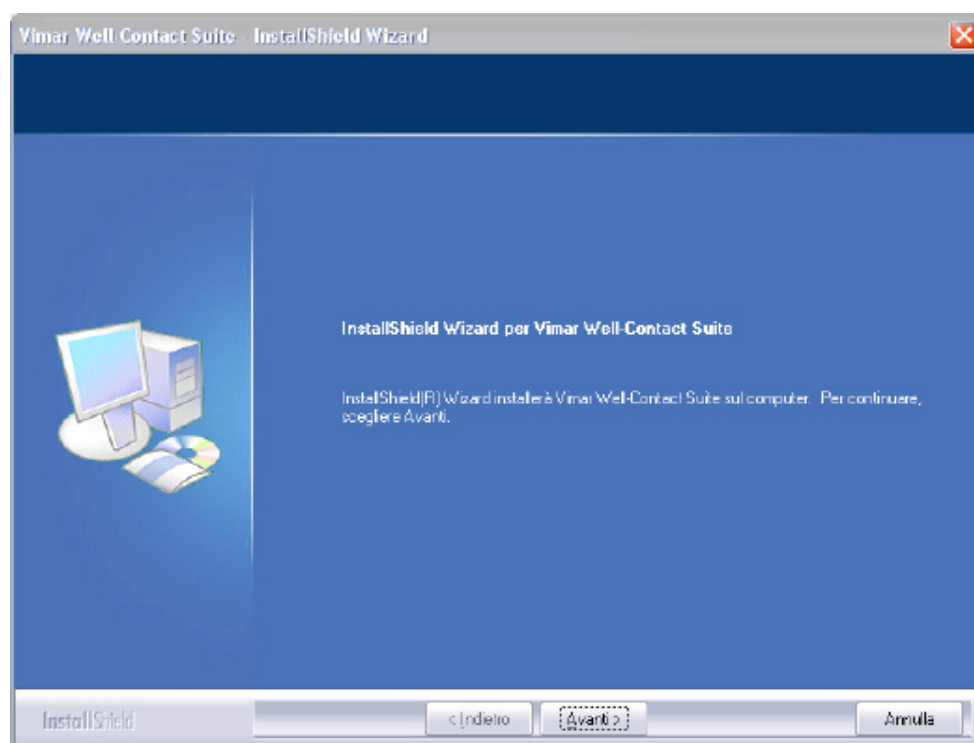 Vimar Well-Contact Suite - InstallShield Wizard
InstallShield Wizard per Vimar Well-Contact Suite
InstallShield(R) Wizard installerà Vimar Well-Contact Suite sul computer. Per continuare,
scegliere Avanti.
InstallShield
< Indietro
Avanti >
Annulla